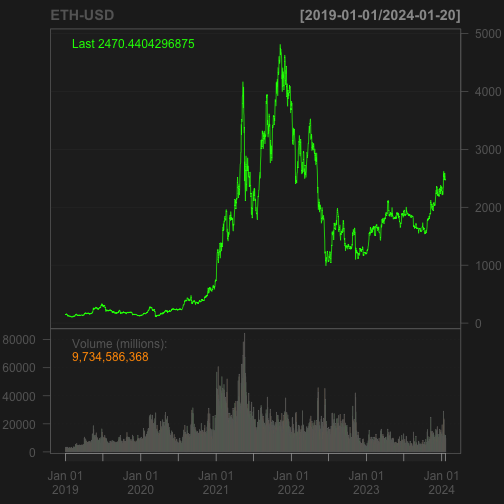 ETH-USD [2019-01-01/2024-01-20]
Last 2470.4404296875
5000
4000
3000
2000
1000
0
Volume (millions):
9,734,586,368
80000
60000
40000
20000
0
Jan 01 Jan 01 Jan 01 Jan 01 Jan 01 Jan 01
2019 2020 2021 2022 2023 2024